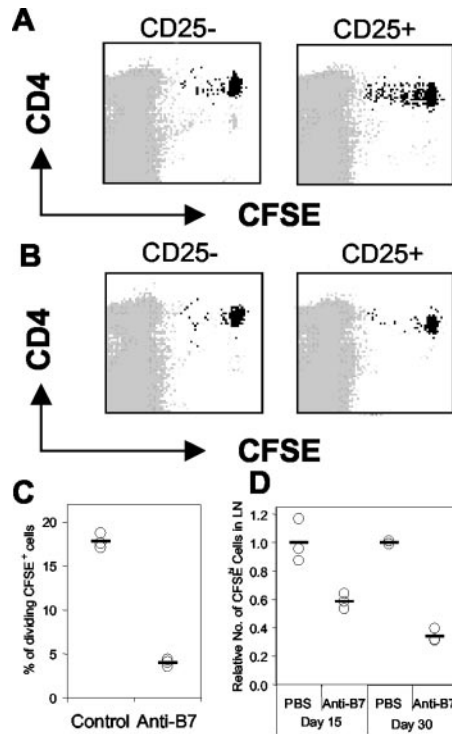 A
CD25-
CD25+
CD4
CFSE
B
CD25-
CD25+
CD4
CFSE
C
% of dividing CFSE+ cells
20
15
10
5
0
Control Anti-B7
D
Relative No. of CFSE Cells in LN
1.2
1.0
0.8
0.6
0.4
0.2
0.0
PBS Anti-B7 PBS Anti-B7
Day 15 Day 30